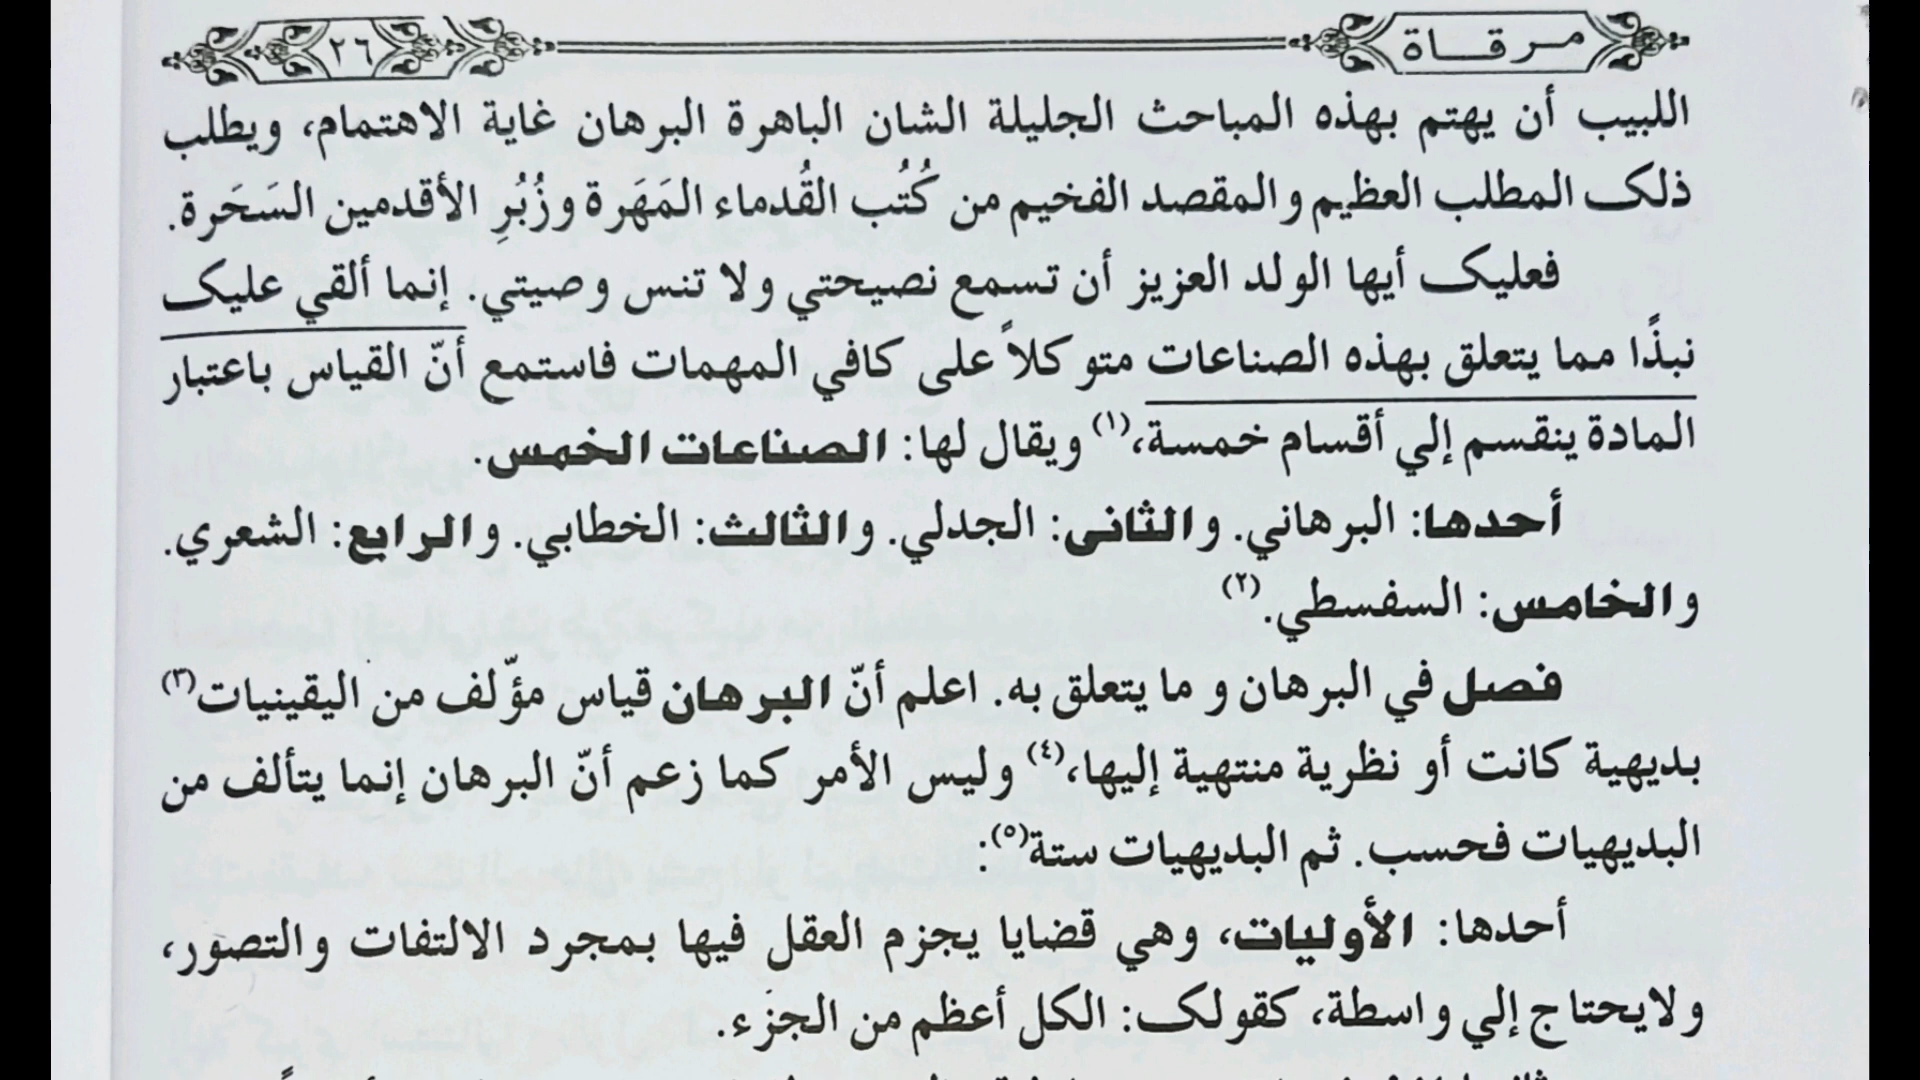 مرقاة
٢٦
اللبيب أن يهتم بهذه المباحث الجليلة الشان الباهرة البرهان غاية الاهتمام، ويطلب
ذلك المطلب العظيم والمقصد الفخيم من كُتُب القُدماء المَهَرة وزُبُرِ الأقدمين السَحَرة.
فعليك أيها الولد العزيز أن تسمع نصيحتي ولا تنس وصيتي. إنما ألقي عليك
نبذًا مما يتعلق بهذه الصناعات متوكلاً على كافي المهمات فاستمع أنّ القياس باعتبار
المادة ينقسم إلي أقسام خمسة،(١) ويقال لها: الصناعات الخمس.
أحدها: البرهاني. والثانى: الجدلي. والثالث: الخطابي. والرابع: الشعري.
والخامس: السفسطي.(٢)
فصل في البرهان و ما يتعلق به. اعلم أنّ البرهان قياس مؤّلف من اليقينيات(٣)
بديهية كانت أو نظرية منتهية إليها،(٤) وليس الأمر كما زعم أنّ البرهان إنما يتألف من
البديهيات فحسب. ثم البديهيات ستة(٥):
أحدها: الأوليات، وهي قضايا يجزم العقل فيها بمجرد الالتفات والتصور،
ولايحتاج إلي واسطة، كقولك: الكل أعظم من الجزء.